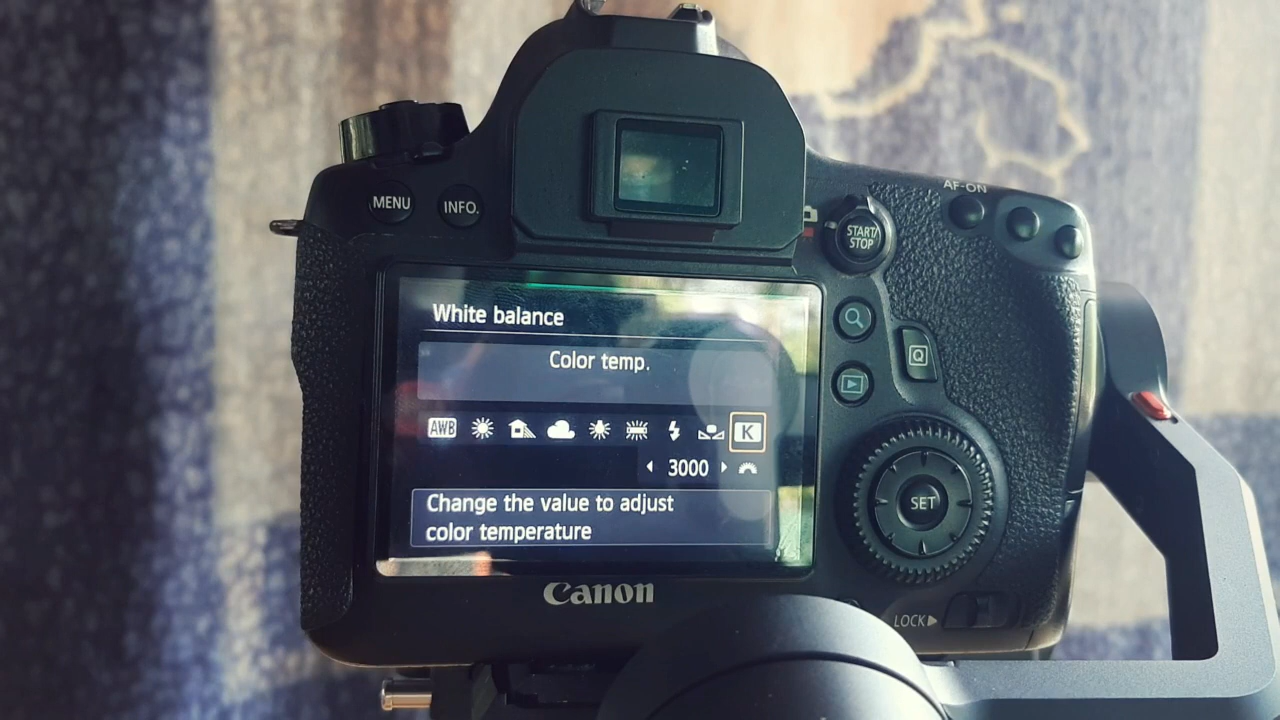 MENU
INFO.
AF-ON
START/
STOP
White balance
Color temp.
AWB
K
3000
Change the value to adjust
color temperature
Q
SET
Canon
LOCK